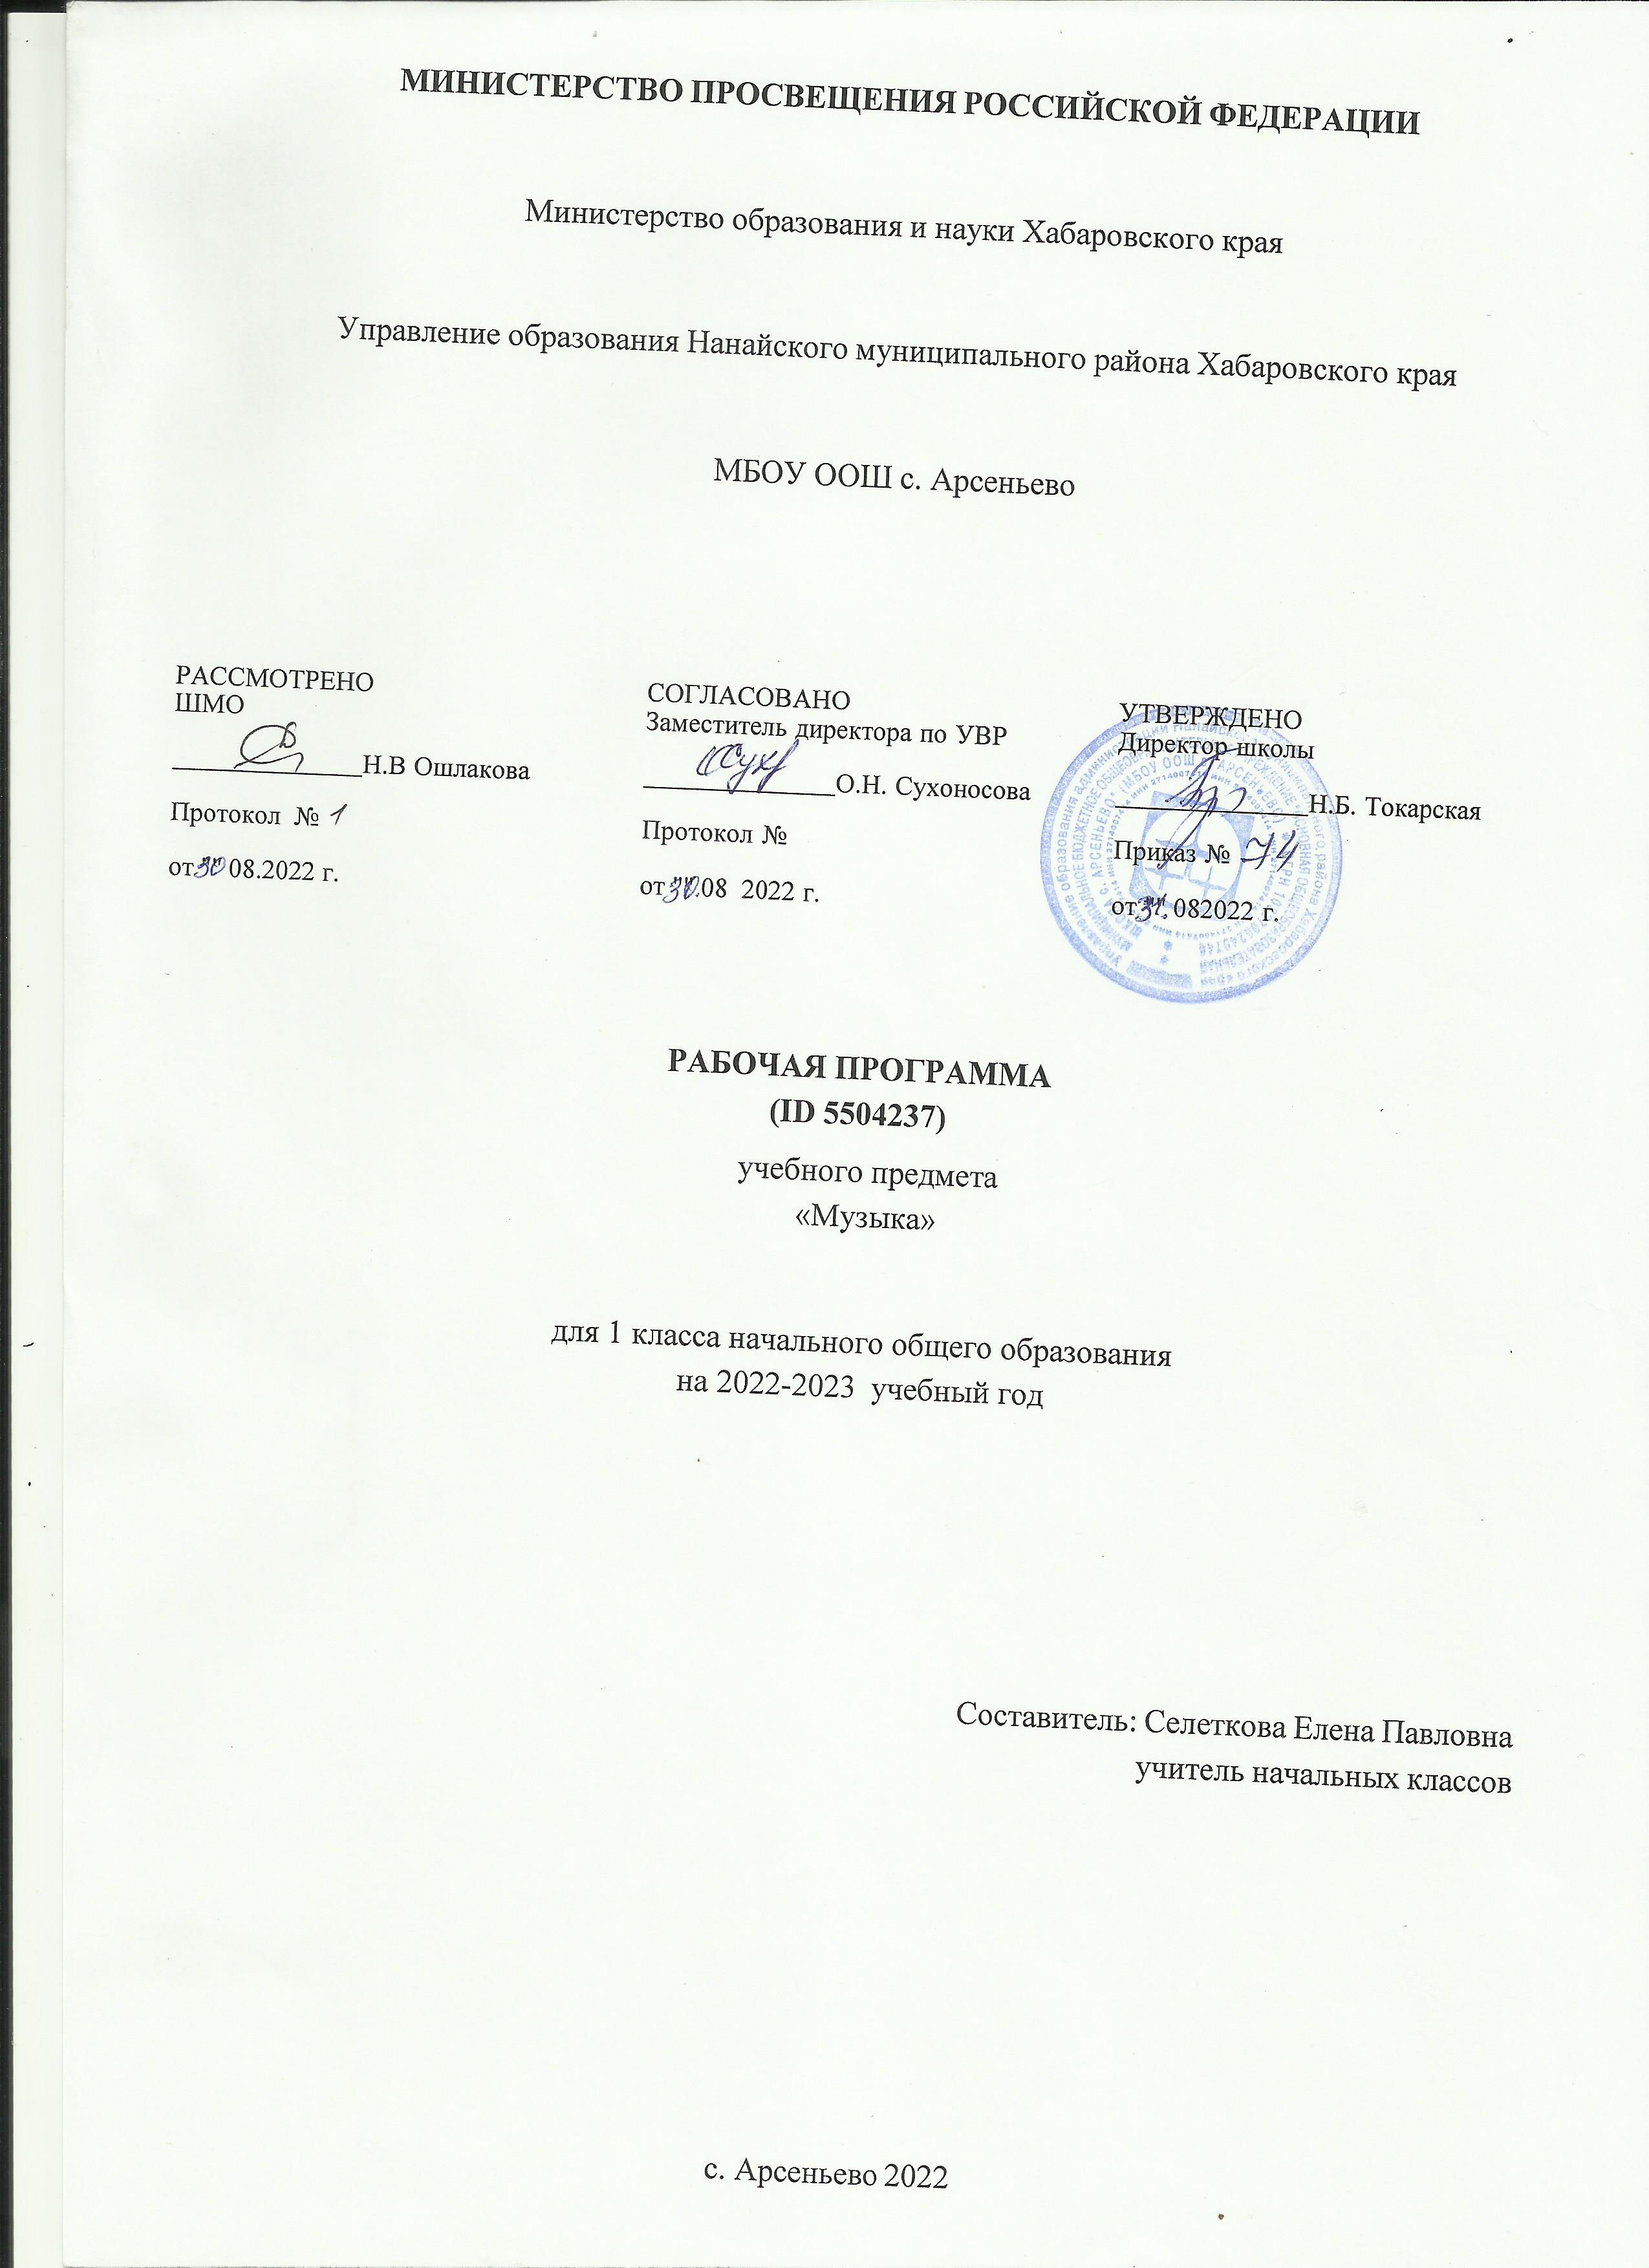 МИНИСТЕРСТВО ПРОСВЕЩЕНИЯ РОССИЙСКОЙ ФЕДЕРАЦИИ
Министерство образования и науки Хабаровского края
Управление образования Нанайского муниципального района Хабаровского края
МБОУ ООШ с. Арсеньево
РАССМОТРЕНО
ШМО
Н.В Ошлакова
Протокол № 1
от 30 08.2022 г.
СОГЛАСОВАНО
Заместитель директора по УВР
О.Н. Сухоносова
Протокол №
от 30.08 2022 г.
УТВЕРЖДЕНО
Директор школы
Н.Б. Токарская
Приказ № 74
от 31. 082022 г.
РАБОЧАЯ ПРОГРАММА
(ID 5504237)
учебного предмета
«Музыка»
для 1 класса начального общего образования
на 2022-2023 учебный год
Составитель: Селеткова Елена Павловна
учитель начальных классов
с. Арсеньево 2022